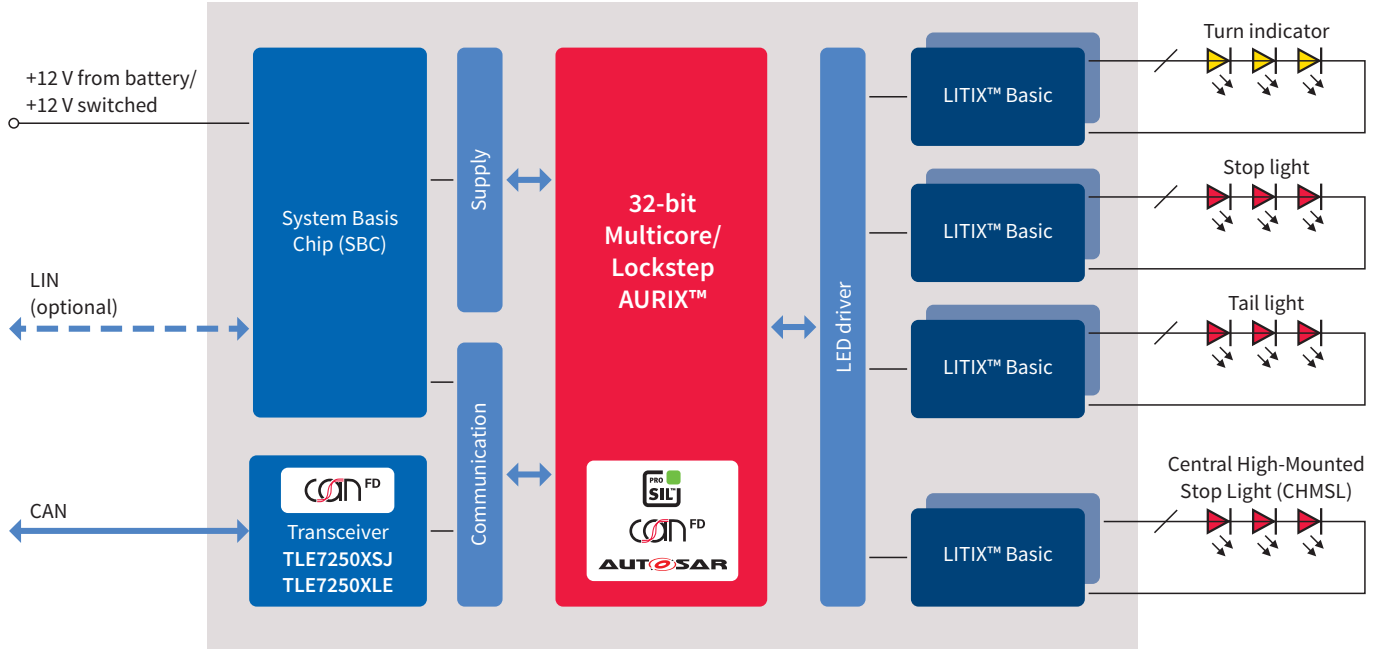 +12 V from battery/
+12 V switched
LIN
(optional)
CAN
System Basis
Chip (SBC)
CAN FD
Transceiver
TLE7250XSJ
TLE7250XLE
Supply
Communication
32-bit
Multicore/
Lockstep
AURIX™
PRO
SIL™
CAN FD
AUTOSAR
LED driver
LITIX™ Basic
LITIX™ Basic
LITIX™ Basic
LITIX™ Basic
Turn indicator
Stop light
Tail light
Central High-Mounted
Stop Light (CHMSL)